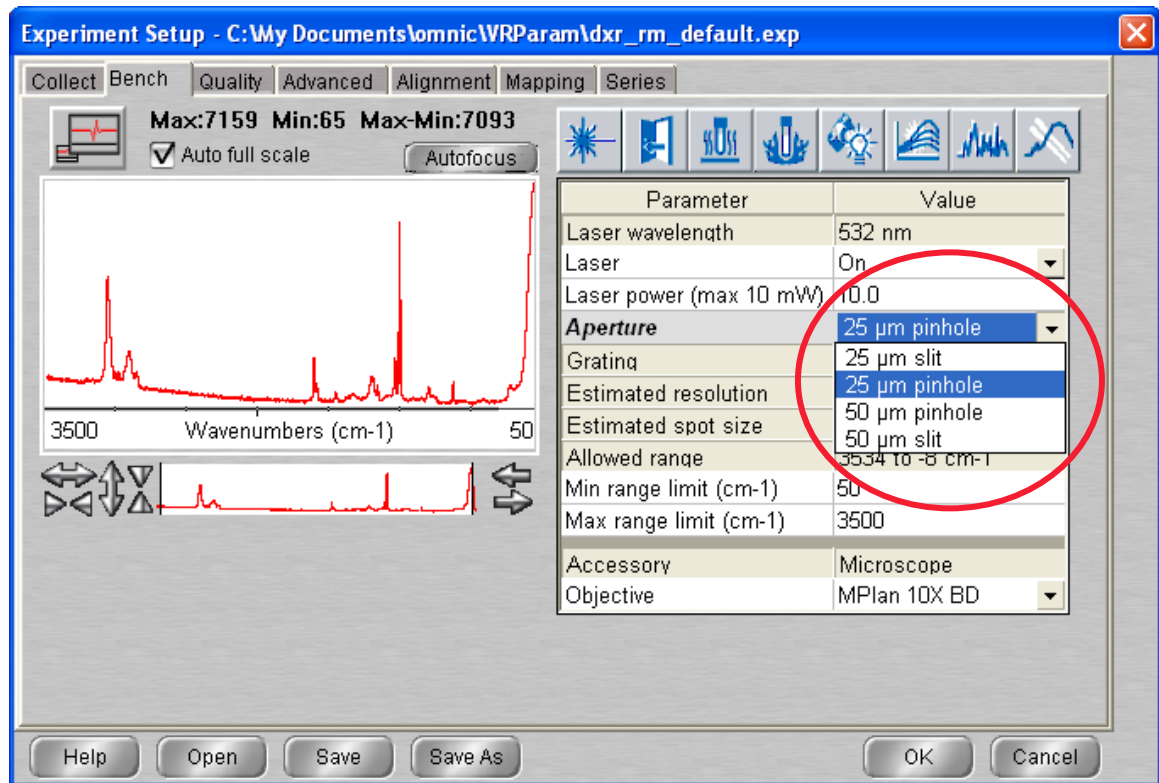 Experiment Setup - C:\My Documents\omnic\VRParam\dxr_rm_default.exp
Collect Bench Quality Advanced Alignment Mapping Series
Max:7159 Min:65 Max-Min:7093
Auto full scale Autofocus
3500 Wavenumbers (cm-1) 50
Parameter Value
Laser wavelength 532 nm
Laser On
Laser power (max 10 mW) 10.0
Aperture 25 µm pinhole
25 µm slit
Grating
25 µm pinhole
Estimated resolution
50 µm pinhole
Estimated spot size
50 µm slit
Allowed range 3534 to -8 cm-1
Min range limit (cm-1) 50
Max range limit (cm-1) 3500
Accessory Microscope
Objective MPlan 10X BD
Help Open Save Save As OK Cancel